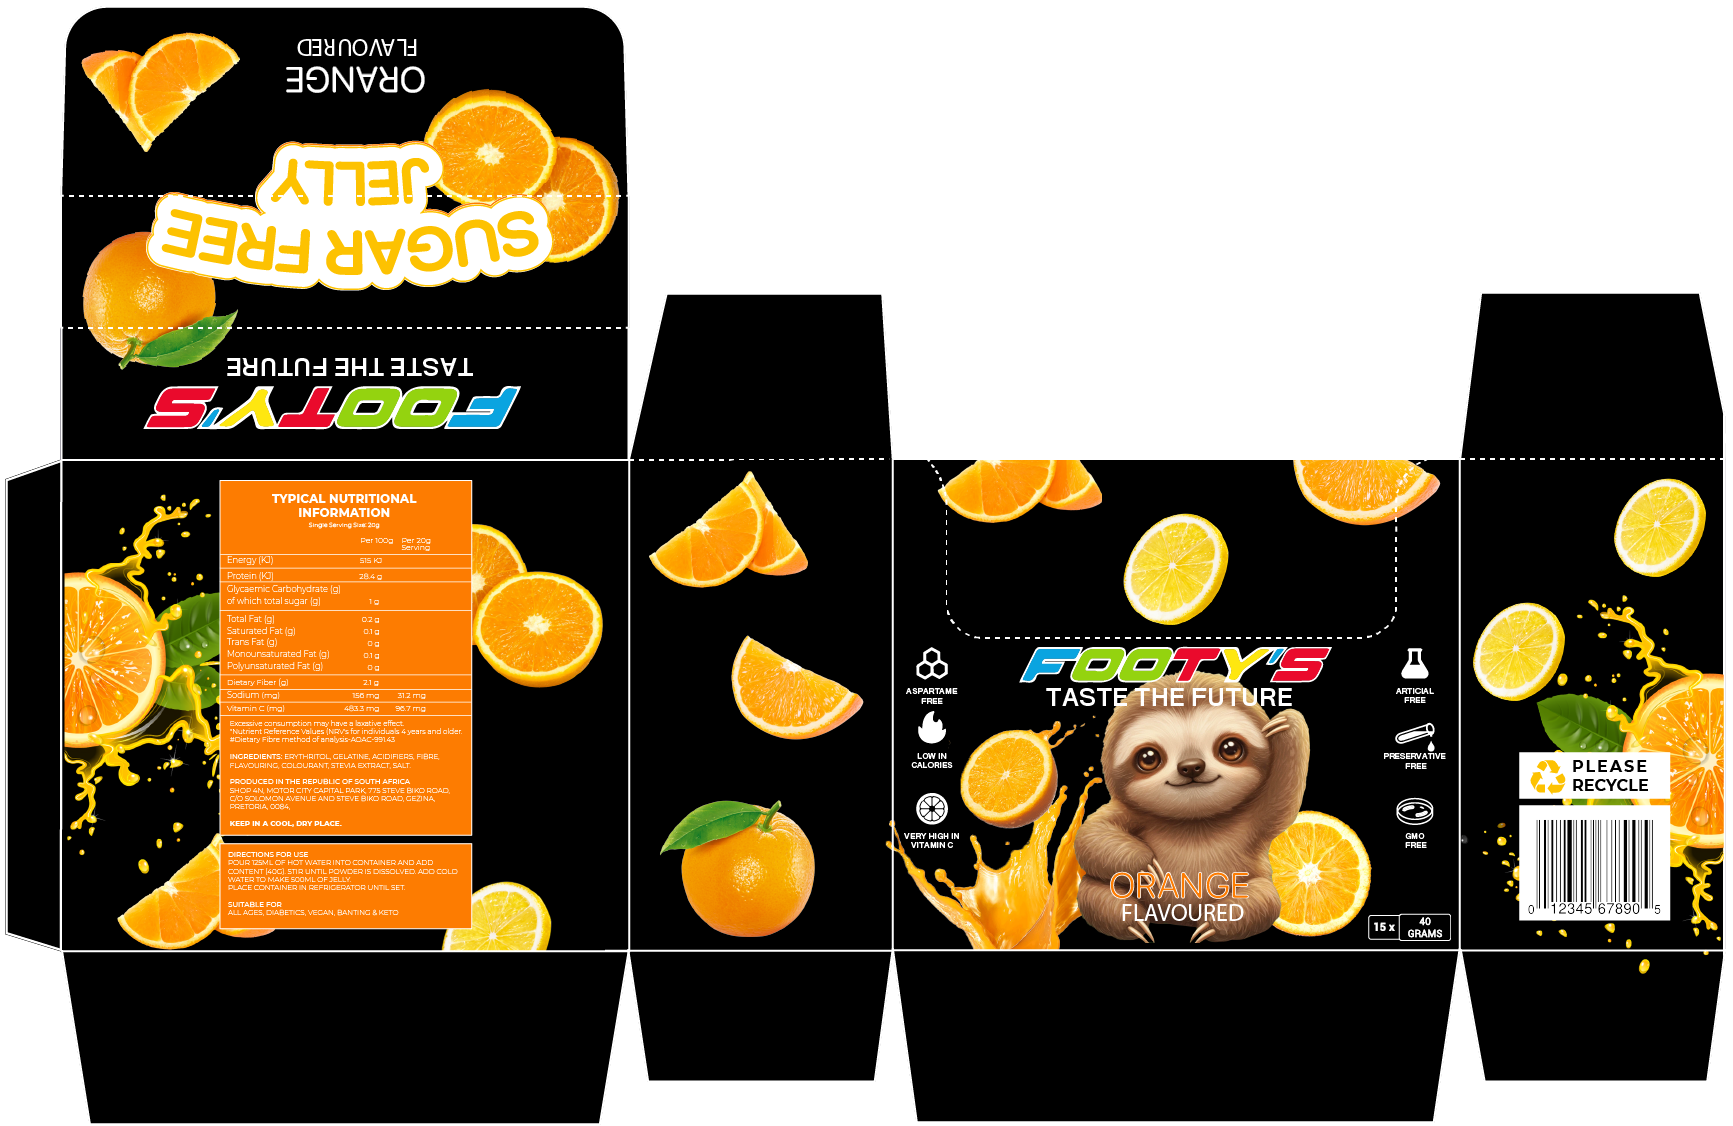 ORANGE
FLAVOURED
SUGAR FREE
JELLY
FOOTY'S
TASTE THE FUTURE
TYPICAL NUTRITIONAL
INFORMATION
Single Serving Size: 20g
Per 100g Per 20g
Serving
Energy (KJ) 515 KJ
Protein (KJ) 28.4 g
Glycaemic Carbohydrate (g)
of which total sugar (g) 1 g
Total Fat (g) 0.2 g
Saturated Fat (g) 0.1 g
Trans Fat (g) 0 g
Monounsaturated Fat (g) 0.1 g
Polyunsaturated Fat (g) 0 g
Dietary Fiber (g) 2.1 g
Sodium (mg) 156 mg 31.2 mg
Vitamin C (mg) 483.3 mg 96.7 mg
Excessive consumption may have a laxative effect.
*Nutrient Reference Values (NRV's for individuals 4 years and older.
#Dietary Fibre method of analysis-AOAC-991.43
INGREDIENTS: ERYTHRITOL, GELATINE, ACIDIFIERS, FIBRE,
FLAVOURING, COLOURANT, STEVIA EXTRACT, SALT.
PRODUCED IN THE REPUBLIC OF SOUTH AFRICA
SHOP 4N, MOTOR CITY CAPITAL PARK, 775 STEVE BIKO ROAD,
C/O SOLOMON AVENUE AND STEVE BIKO ROAD, GEZINA,
PRETORIA, 0084.
KEEP IN A COOL, DRY PLACE.
DIRECTIONS FOR USE
POUR 125ML OF HOT WATER INTO CONTAINER AND ADD
CONTENT (40G). STIR UNTIL POWDER IS DISSOLVED. ADD COLD
WATER TO MAKE 500ML OF JELLY.
PLACE CONTAINER IN REFRIGERATOR UNTIL SET.
SUITABLE FOR
ALL AGES, DIABETICS, VEGAN, BANTING & KETO
FOOTY'S
TASTE THE FUTURE
ASPARTAME
FREE
LOW IN
CALORIES
VERY HIGH IN
VITAMIN C
ARTICIAL
FREE
PRESERVATIVE
FREE
GMO
FREE
ORANGE
FLAVOURED
15 x 40
GRAMS
PLEASE
RECYCLE
0 12345 67890 5